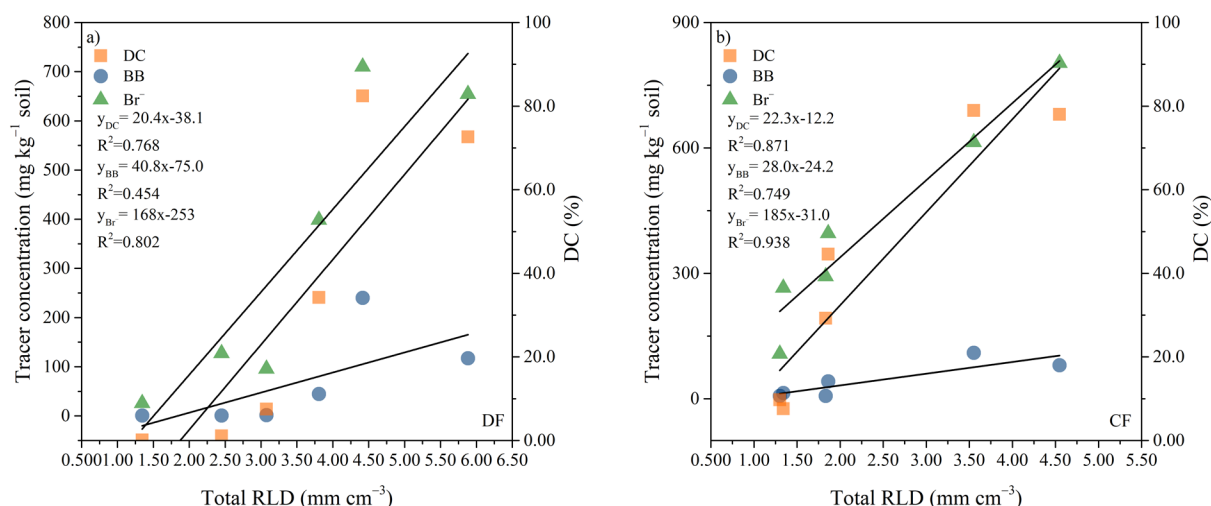 a)
DC
BB
Br⁻
y_DC= 20.4x-38.1
R²=0.768
y_BB= 40.8x-75.0
R²=0.454
y_Br⁻= 168x-253
R²=0.802
DF
800
700
600
500
400
300
200
100
0
Tracer concentration (mg kg⁻¹ soil)
100
80.0
60.0
40.0
20.0
0.00
DC (%)
0.500 1.00 1.50 2.00 2.50 3.00 3.50 4.00 4.50 5.00 5.50 6.00 6.50
Total RLD (mm cm⁻³)
b)
DC
BB
Br⁻
y_DC= 22.3x-12.2
R²=0.871
y_BB= 28.0x-24.2
R²=0.749
y_Br⁻= 185x-31.0
R²=0.938
CF
900
600
300
0
Tracer concentration (mg kg⁻¹ soil)
100
80.0
60.0
40.0
20.0
0.00
DC (%)
0.500 1.00 1.50 2.00 2.50 3.00 3.50 4.00 4.50 5.00 5.50
Total RLD (mm cm⁻³)